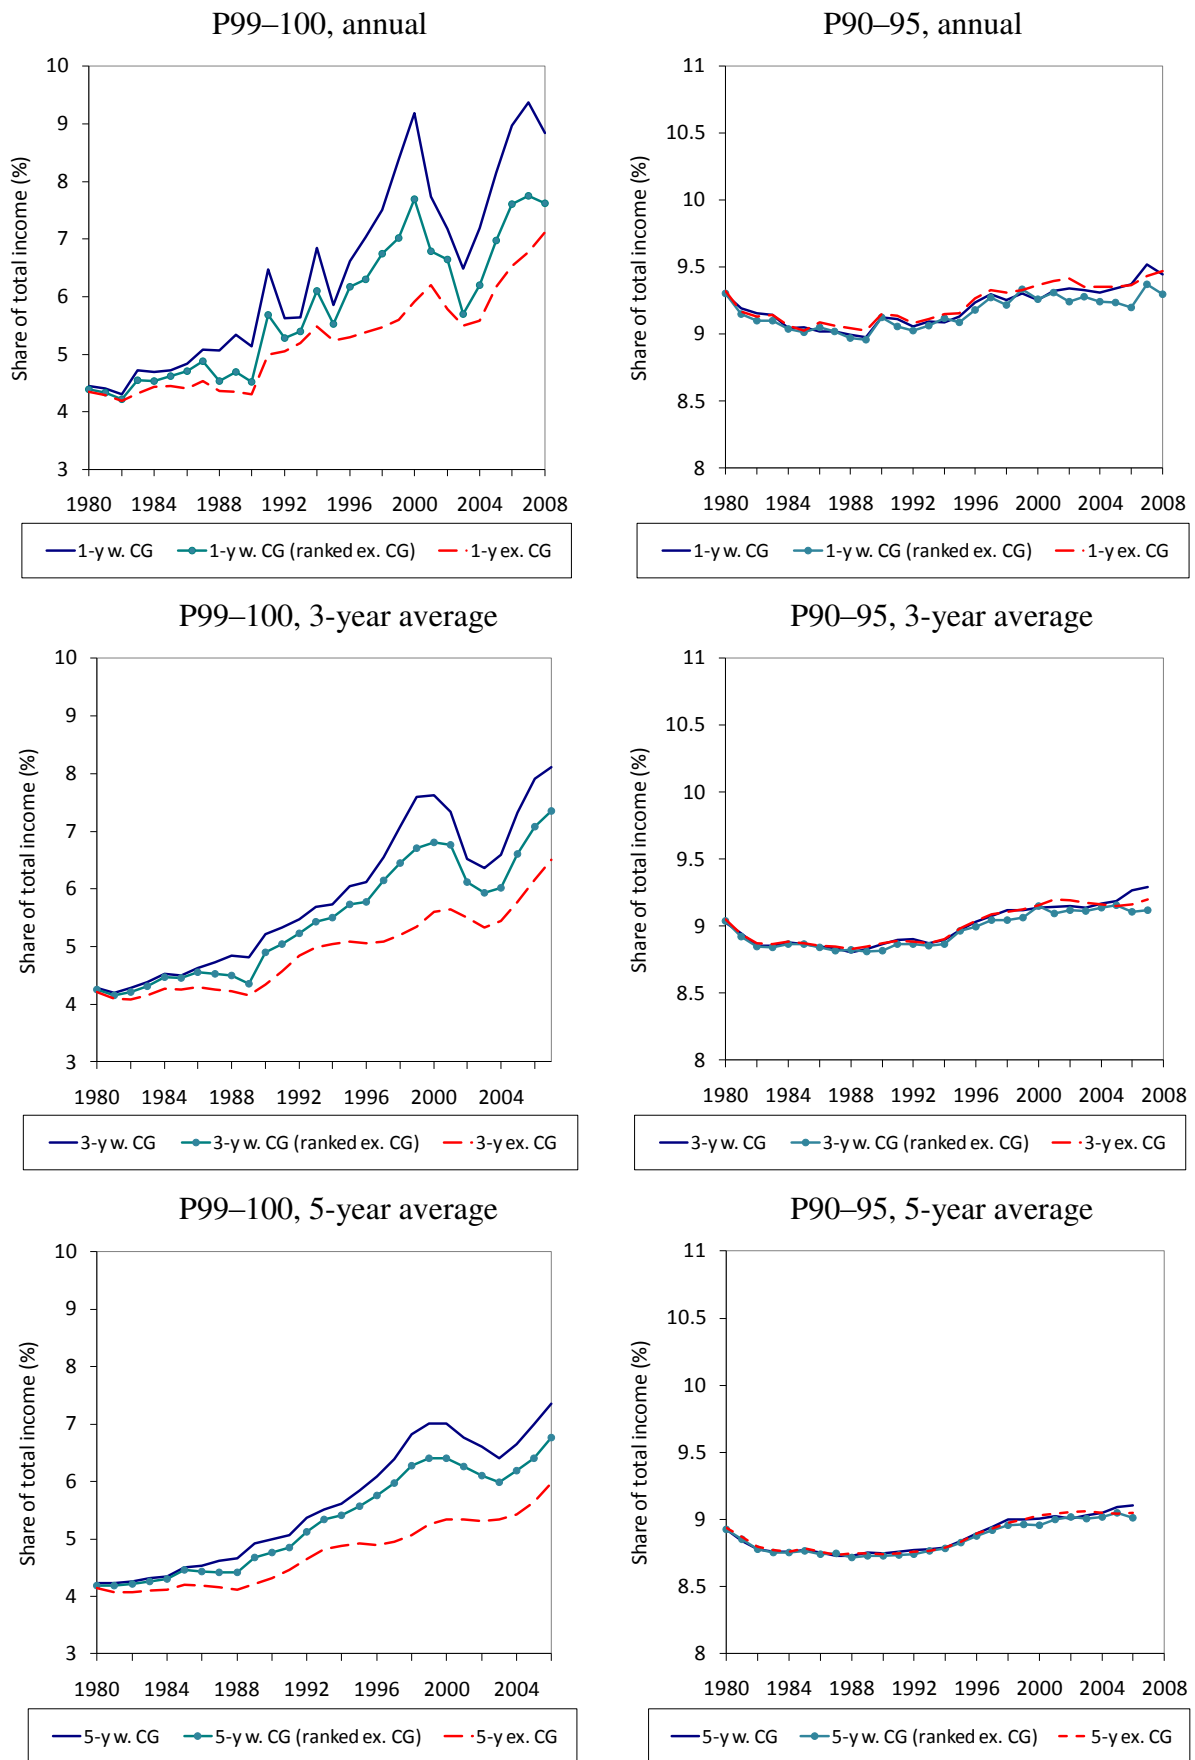 P99–100, annual
Share of total income (%)
10
9
8
7
6
5
4
3
1980 1984 1988 1992 1996 2000 2004 2008
1-y w. CG 1-y w. CG (ranked ex. CG) 1-y ex. CG
P90–95, annual
Share of total income (%)
11
10.5
10
9.5
9
8.5
8
1980 1984 1988 1992 1996 2000 2004 2008
1-y w. CG 1-y w. CG (ranked ex. CG) 1-y ex. CG
P99–100, 3-year average
Share of total income (%)
10
9
8
7
6
5
4
3
1980 1984 1988 1992 1996 2000 2004
3-y w. CG 3-y w. CG (ranked ex. CG) 3-y ex. CG
P90–95, 3-year average
Share of total income (%)
11
10.5
10
9.5
9
8.5
8
1980 1984 1988 1992 1996 2000 2004 2008
3-y w. CG 3-y w. CG (ranked ex. CG) 3-y ex. CG
P99–100, 5-year average
Share of total income (%)
10
9
8
7
6
5
4
3
1980 1984 1988 1992 1996 2000 2004
5-y w. CG 5-y w. CG (ranked ex. CG) 5-y ex. CG
P90–95, 5-year average
Share of total income (%)
11
10.5
10
9.5
9
8.5
8
1980 1984 1988 1992 1996 2000 2004 2008
5-y w. CG 5-y w. CG (ranked ex. CG) 5-y ex. CG